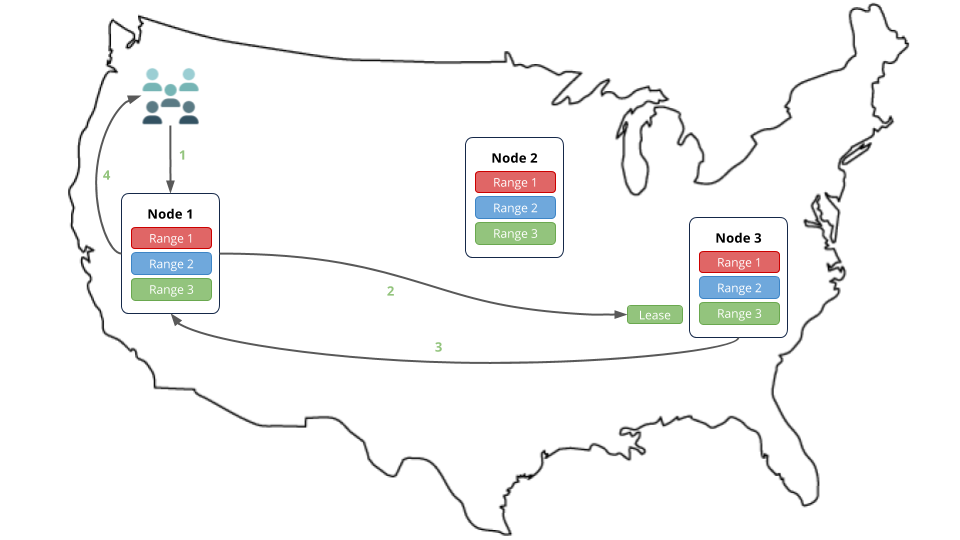 1
4
Node 1
Range 1
Range 2
Range 3
2
Node 2
Range 1
Range 2
Range 3
Node 3
Range 1
Range 2
Range 3
Lease
3